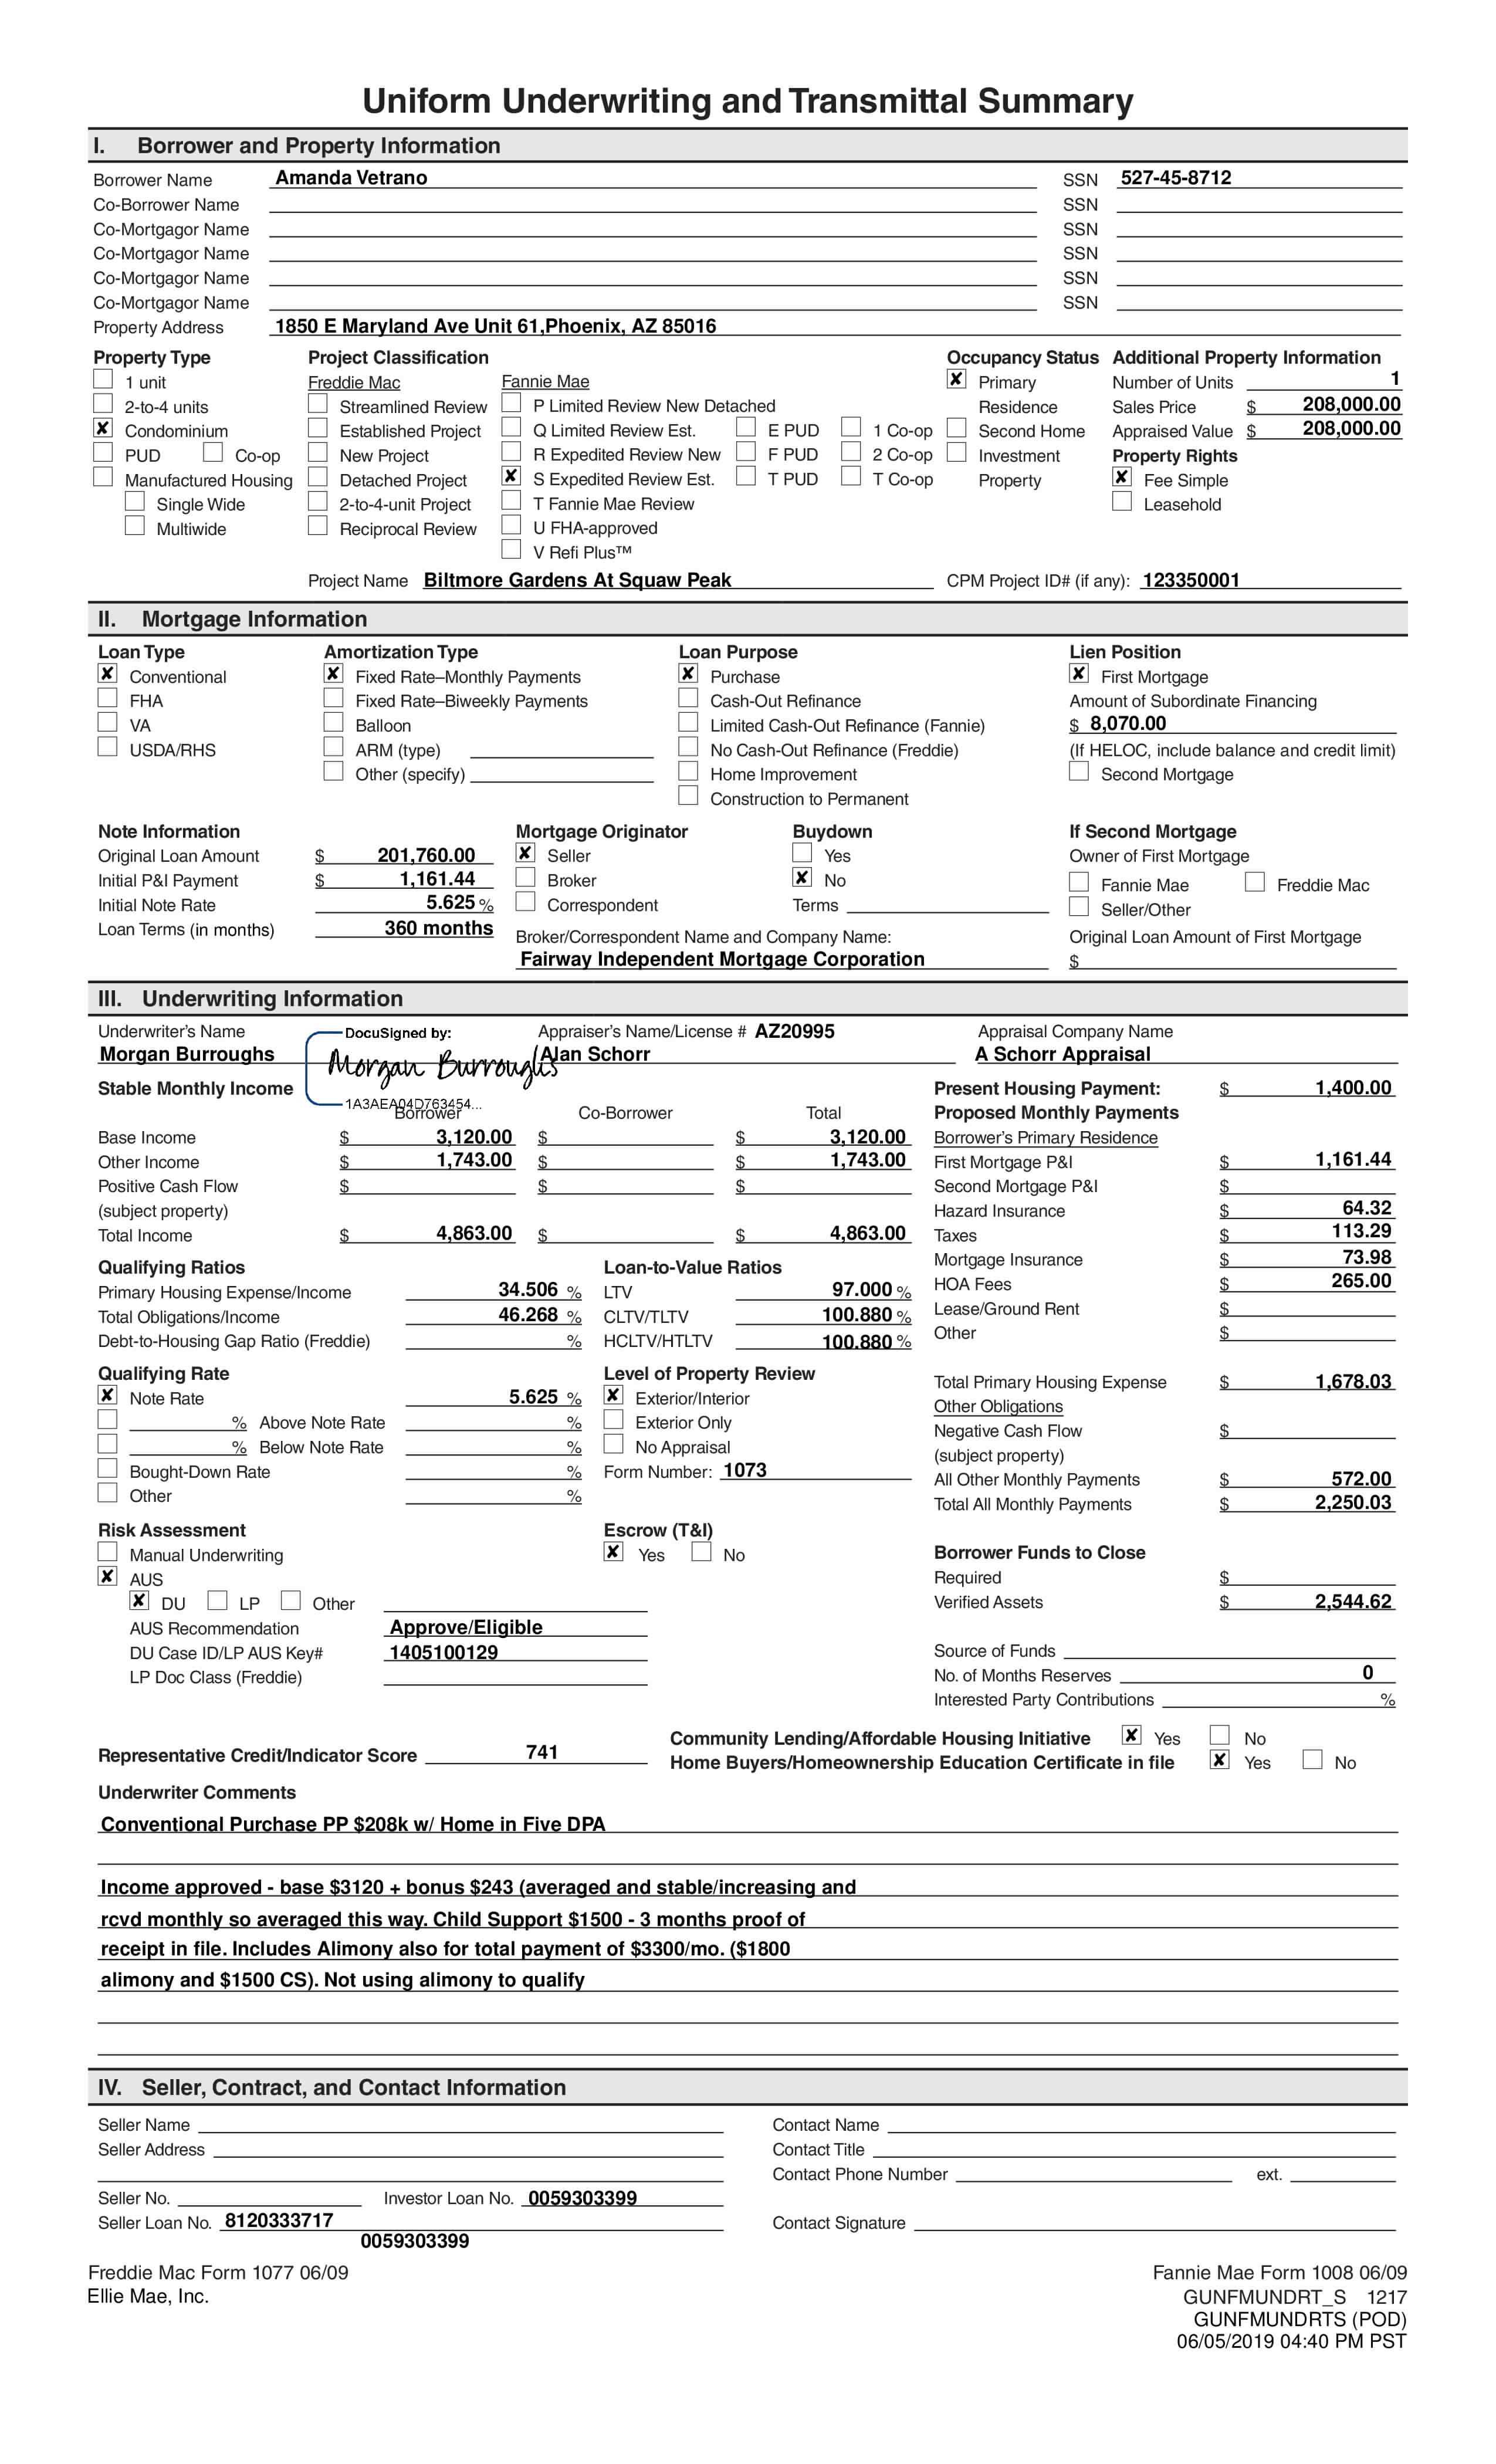 Uniform Underwriting and Transmittal Summary
I. Borrower and Property Information
Borrower Name Amanda Vetrano SSN 527-45-8712
Co-Borrower Name SSN
Co-Mortgagor Name SSN
Co-Mortgagor Name SSN
Co-Mortgagor Name SSN
Co-Mortgagor Name SSN
Property Address 1850 E Maryland Ave Unit 61,Phoenix, AZ 85016
Property Type Project Classification Occupancy Status Additional Property Information
1 unit Freddie Mac Fannie Mae ✘ Primary Number of Units 1
2-to-4 units Streamlined Review P Limited Review New Detached Residence Sales Price $ 208,000.00
✘ Condominium Established Project Q Limited Review Est. E PUD 1 Co-op Second Home Appraised Value $ 208,000.00
PUD Co-op New Project R Expedited Review New F PUD 2 Co-op Investment Property Rights
Manufactured Housing Detached Project ✘ S Expedited Review Est. T PUD T Co-op Property ✘ Fee Simple
Single Wide 2-to-4-unit Project T Fannie Mae Review Leasehold
Multiwide Reciprocal Review U FHA-approved
V Refi Plus™
Project Name Biltmore Gardens At Squaw Peak CPM Project ID# (if any): 123350001
II. Mortgage Information
Loan Type Amortization Type Loan Purpose Lien Position
✘ Conventional ✘ Fixed Rate–Monthly Payments ✘ Purchase ✘ First Mortgage
FHA Fixed Rate–Biweekly Payments Cash-Out Refinance Amount of Subordinate Financing
VA Balloon Limited Cash-Out Refinance (Fannie) $ 8,070.00
USDA/RHS ARM (type) No Cash-Out Refinance (Freddie) (If HELOC, include balance and credit limit)
Other (specify) Home Improvement Second Mortgage
Construction to Permanent
Note Information Mortgage Originator Buydown If Second Mortgage
Original Loan Amount $ 201,760.00 ✘ Seller Yes Owner of First Mortgage
Initial P&I Payment $ 1,161.44 Broker ✘ No Fannie Mae Freddie Mac
Initial Note Rate 5.625 % Correspondent Terms Seller/Other
Loan Terms (in months) 360 months Broker/Correspondent Name and Company Name: Original Loan Amount of First Mortgage
Fairway Independent Mortgage Corporation $
III. Underwriting Information
Underwriter's Name DocuSigned by: Appraiser's Name/License # AZ20995 Appraisal Company Name
Morgan Burroughs Morgan Burroughs Alan Schorr A Schorr Appraisal
Stable Monthly Income 1A3AEA04D763454... Present Housing Payment: $ 1,400.00
Borrower Co-Borrower Total Proposed Monthly Payments
Base Income $ 3,120.00 $ $ 3,120.00 Borrower's Primary Residence
Other Income $ 1,743.00 $ $ 1,743.00 First Mortgage P&I $ 1,161.44
Positive Cash Flow $ $ $ Second Mortgage P&I $
(subject property) Hazard Insurance $ 64.32
Total Income $ 4,863.00 $ $ 4,863.00 Taxes $ 113.29
Qualifying Ratios Loan-to-Value Ratios Mortgage Insurance $ 73.98
Primary Housing Expense/Income 34.506 % LTV 97.000 % HOA Fees $ 265.00
Total Obligations/Income 46.268 % CLTV/TLTV 100.880 % Lease/Ground Rent $
Debt-to-Housing Gap Ratio (Freddie) % HCLTV/HTLTV 100.880 % Other $
Qualifying Rate Level of Property Review Total Primary Housing Expense $ 1,678.03
✘ Note Rate 5.625 % ✘ Exterior/Interior Other Obligations
% Above Note Rate % Exterior Only Negative Cash Flow $
% Below Note Rate % No Appraisal (subject property)
Bought-Down Rate % Form Number: 1073 All Other Monthly Payments $ 572.00
Other % Total All Monthly Payments $ 2,250.03
Risk Assessment Escrow (T&I)
Manual Underwriting ✘ Yes No Borrower Funds to Close
✘ AUS Required $
✘ DU LP Other Verified Assets $ 2,544.62
AUS Recommendation Approve/Eligible
DU Case ID/LP AUS Key# 1405100129 Source of Funds
LP Doc Class (Freddie) No. of Months Reserves 0
Interested Party Contributions %
Community Lending/Affordable Housing Initiative ✘ Yes No
Representative Credit/Indicator Score 741 Home Buyers/Homeownership Education Certificate in file ✘ Yes No
Underwriter Comments
Conventional Purchase PP $208k w/ Home in Five DPA
Income approved - base $3120 + bonus $243 (averaged and stable/increasing and
rcvd monthly so averaged this way. Child Support $1500 - 3 months proof of
receipt in file. Includes Alimony also for total payment of $3300/mo. ($1800
alimony and $1500 CS). Not using alimony to qualify
IV. Seller, Contract, and Contact Information
Seller Name Contact Name
Seller Address Contact Title
Contact Phone Number ext.
Seller No. Investor Loan No. 0059303399
Seller Loan No. 8120333717 Contact Signature
0059303399
Freddie Mac Form 1077 06/09 Fannie Mae Form 1008 06/09
Ellie Mae, Inc. GUNFMUNDRT_S 1217
GUNFMUNDRTS (POD)
06/05/2019 04:40 PM PST